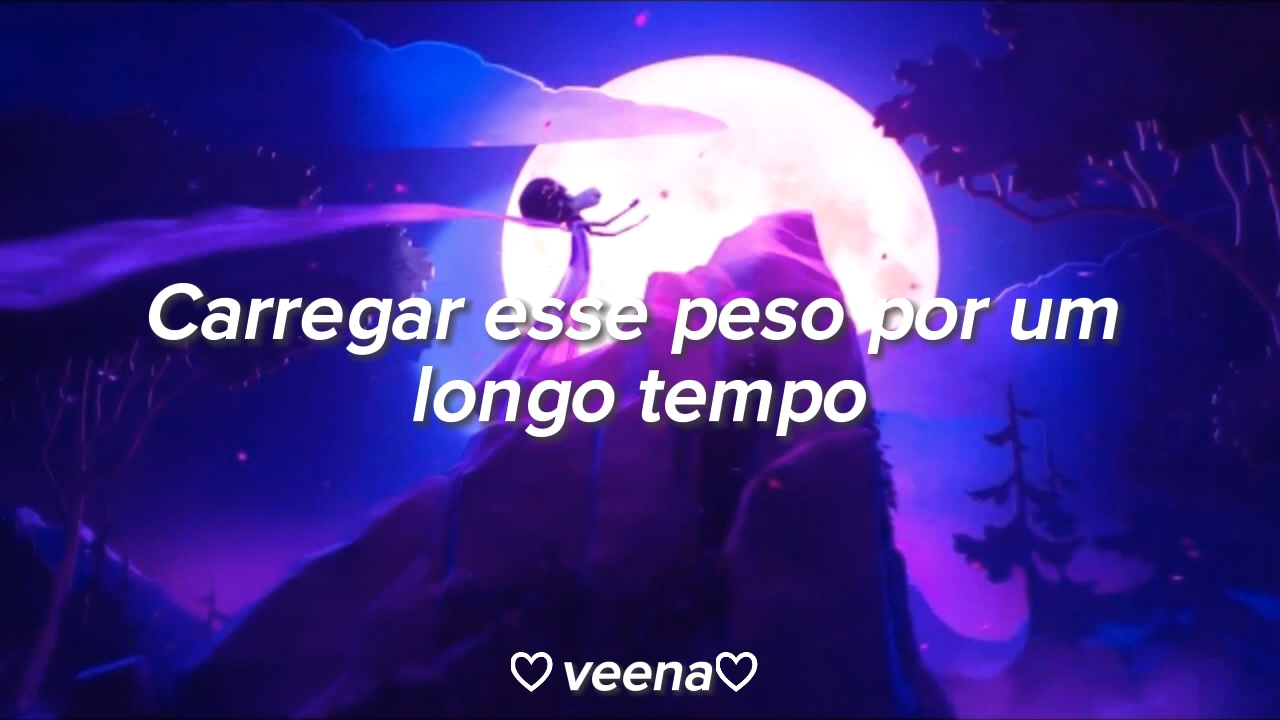 Carregar esse peso por um
longo tempo
♡veena♡